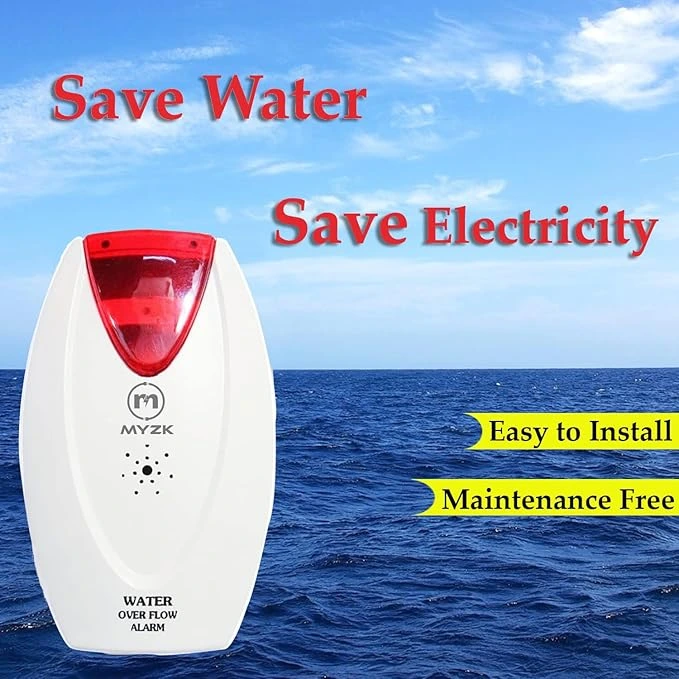 Save Water
Save Electricity
m
MYZK
Easy to Install
Maintenance Free
WATER
OVER FLOW
ALARM